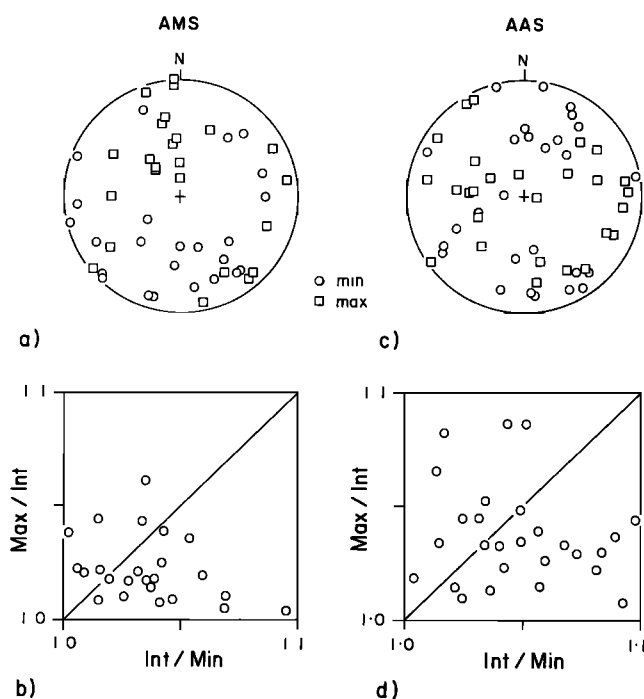 AMS
AAS
N
N
min
max
a)
c)
1 1
1 1
Max / Int
1 0
1 0
1 1
Int / Min
b)
Max / Int
1.0
1.0
Int / Min
d)